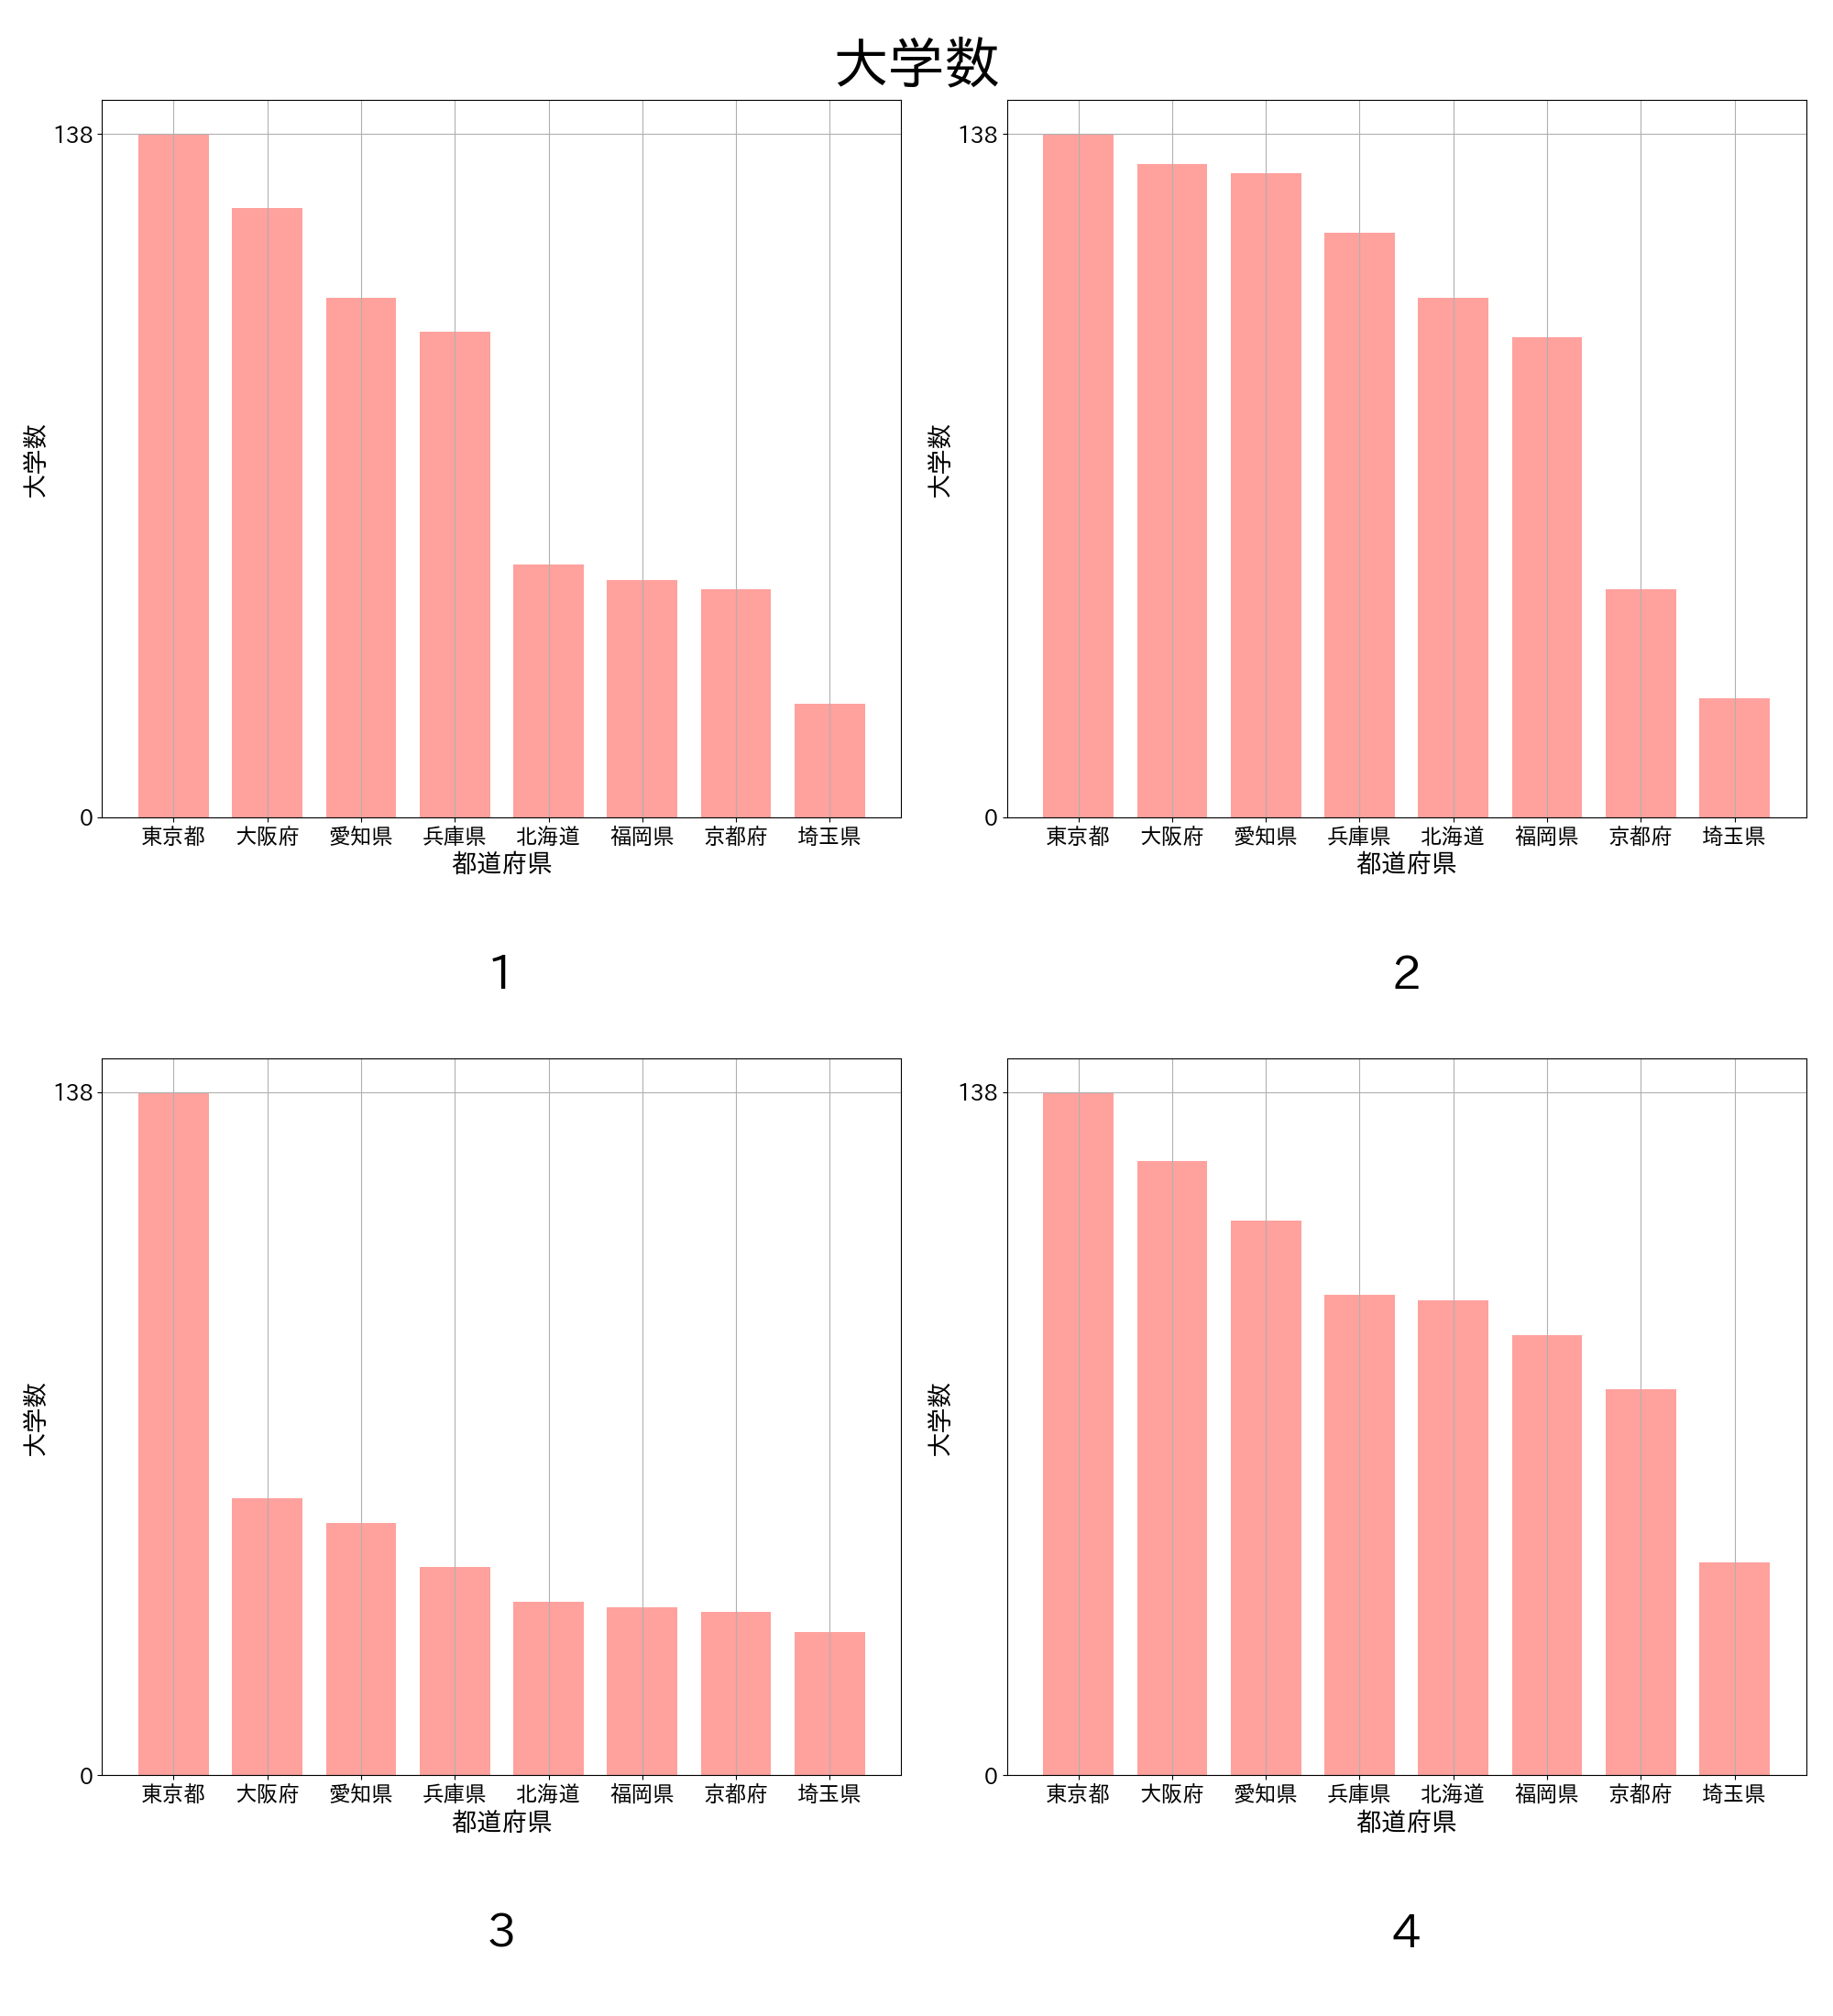 大学数
138
0
大学数
東京都 大阪府 愛知県 兵庫県 北海道 福岡県 京都府 埼玉県
都道府県
1
138
0
大学数
東京都 大阪府 愛知県 兵庫県 北海道 福岡県 京都府 埼玉県
都道府県
2
138
0
大学数
東京都 大阪府 愛知県 兵庫県 北海道 福岡県 京都府 埼玉県
都道府県
3
138
0
大学数
東京都 大阪府 愛知県 兵庫県 北海道 福岡県 京都府 埼玉県
都道府県
4